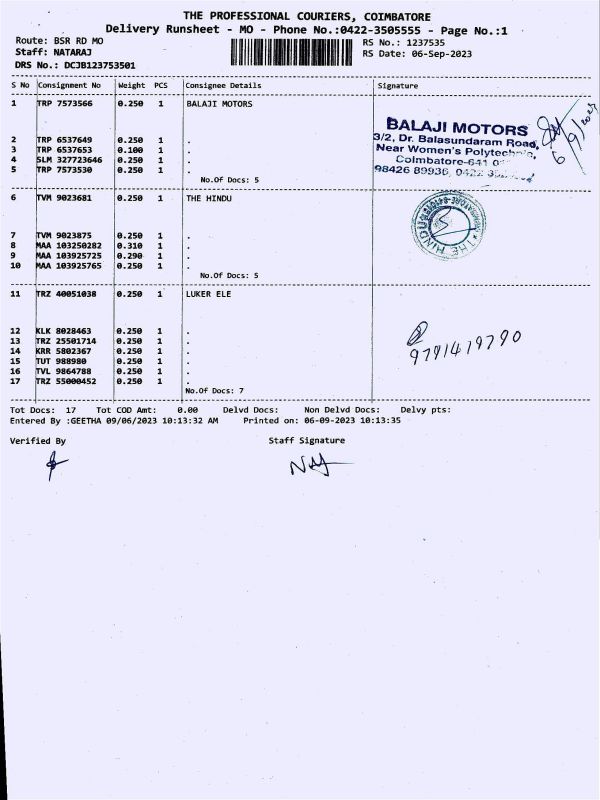 THE PROFESSIONAL COURIERS, COIMBATORE
Delivery Runsheet - MO - Phone No.:0422-3505555 - Page No.:1
Route: BSR RD MO
RS No.: 1237535
Staff: NATARAJ
RS Date: 06-Sep-2023
DRS No.: DCJB123753501
S No Consignment No Weight PCS Consignee Details Signature
1 TRP 7573566 0.250 1 BALAJI MOTORS
2 TRP 6537649 0.250 1 .
3 TRP 6537653 0.100 1 .
4 SLM 327723646 0.250 1 .
5 TRP 7573530 0.250 1 .
No.Of Docs: 5
BALAJI MOTORS
3/2, Dr. Balasundaram Road,
Near Women's Polytechnic,
Coimbatore-641
98426 89936, 0422
6/9/2023
6 TVM 9023681 0.250 1 THE HINDU
7 TVM 9023875 0.250 1 .
8 MAA 103250282 0.310 1 .
9 MAA 103925725 0.290 1 .
10 MAA 103925765 0.250 1 .
No.Of Docs: 5
THE HINDU
11 TRZ 40051038 0.250 1 LUKER ELE
12 KLK 8028463 0.250 1 .
13 TRZ 25501714 0.250 1 .
14 KRR 5802367 0.250 1 .
15 TUT 988980 0.250 1 .
16 TVL 9864788 0.250 1 .
17 TRZ 55000452 0.250 1 .
No.Of Docs: 7
9791419790
Tot Docs: 17 Tot COD Amt: 0.00 Delvd Docs: Non Delvd Docs: Delvy pts:
Entered By :GEETHA 09/06/2023 10:13:32 AM Printed on: 06-09-2023 10:13:35
Verified By Staff Signature